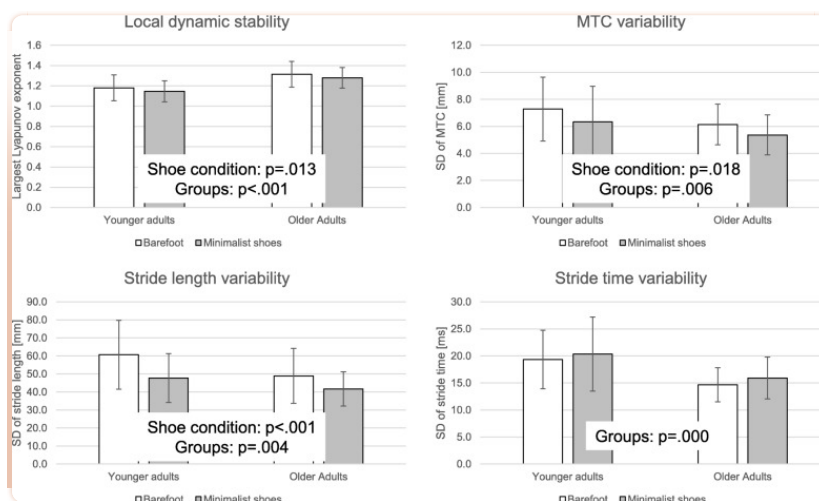 Local dynamic stability
Largest Lyapunov exponent
1.6
1.4
1.2
1.0
0.8
0.6
0.4
0.2
0.0
Shoe condition: p=.013
Groups: p<.001
Younger adults Older Adults
Barefoot Minimalist shoes
MTC variability
SD of MTC [mm]
12.0
10.0
8.0
6.0
4.0
2.0
0.0
Shoe condition: p=.018
Groups: p=.006
Younger adults Older Adults
Barefoot Minimalist shoes
Stride length variability
SD of stride length [mm]
90.0
80.0
70.0
60.0
50.0
40.0
30.0
20.0
10.0
0.0
Shoe condition: p<.001
Groups: p=.004
Younger adults Older Adults
Barefoot Minimalist shoes
Stride time variability
SD of stride time [ms]
30.0
25.0
20.0
15.0
10.0
5.0
0.0
Groups: p=.000
Younger adults Older Adults
Barefoot Minimalist shoes